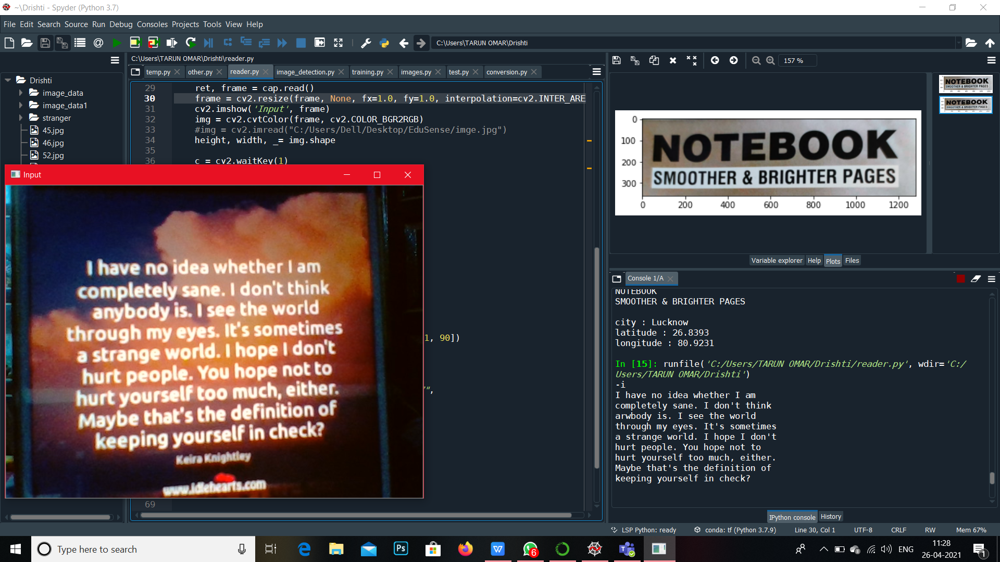 ~\Drishti - Spyder (Python 3.7)
File Edit Search Source Run Debug Consoles Projects Tools View Help
C:\Users\TARUN OMAR\Drishti
C:\Users\TARUN OMAR\Drishti\reader.py
temp.py other.py reader.py image_detection.py training.py images.py test.py conversion.py
Drishti
image_data
image_data1
stranger
45.jpg
46.jpg
52.jpg
29 ret, frame = cap.read()
30 frame = cv2.resize(frame, None, fx=1.0, fy=1.0, interpolation=cv2.INTER_ARE
31 cv2.imshow('Input', frame)
32 img = cv2.cvtColor(frame, cv2.COLOR_BGR2RGB)
33 #img = cv2.imread("C:/Users/Dell/Desktop/EduSense/imge.jpg")
34 height, width, _= img.shape
35
36 c = cv2.waitKey(1)
1, 90])
",
69
Input
I have no idea whether I am
completely sane. I don't think
anybody is. I see the world
through my eyes. It's sometimes
a strange world. I hope I don't
hurt people. You hope not to
hurt yourself too much, either.
Maybe that's the definition of
keeping yourself in check?
Keira Knightley
www.idlehearts.com
157 %
NOTEBOOK
SMOOTHER & BRIGHTER PAGES
0
100
200
300
0 200 400 600 800 1000 1200
NOTEBOOK
SMOOTHER & BRIGHTER PAGES
NOTEBOOK
SMOOTHER & BRIGHTER PAGES
Variable explorer Help Plots Files
Console 1/A
NOTEBOOK
SMOOTHER & BRIGHTER PAGES
city : Lucknow
latitude : 26.8393
longitude : 80.9231
In [15]: runfile('C:/Users/TARUN OMAR/Drishti/reader.py', wdir='C:/
Users/TARUN OMAR/Drishti')
-i
I have no idea whether I am
completely sane. I don't think
arwbody is. I see the world
through my eyes. It's sometimes
a strange world. I hope I don't
hurt people. You hope not to
hurt yourself too much, either.
Maybe that's the definition of
keeping yourself in check?
IPython console History
LSP Python: ready conda: tf (Python 3.7.9) Line 30, Col 1 UTF-8 CRLF RW Mem 67%
Type here to search
Ps
W
6
ENG
11:28
26-04-2021
1